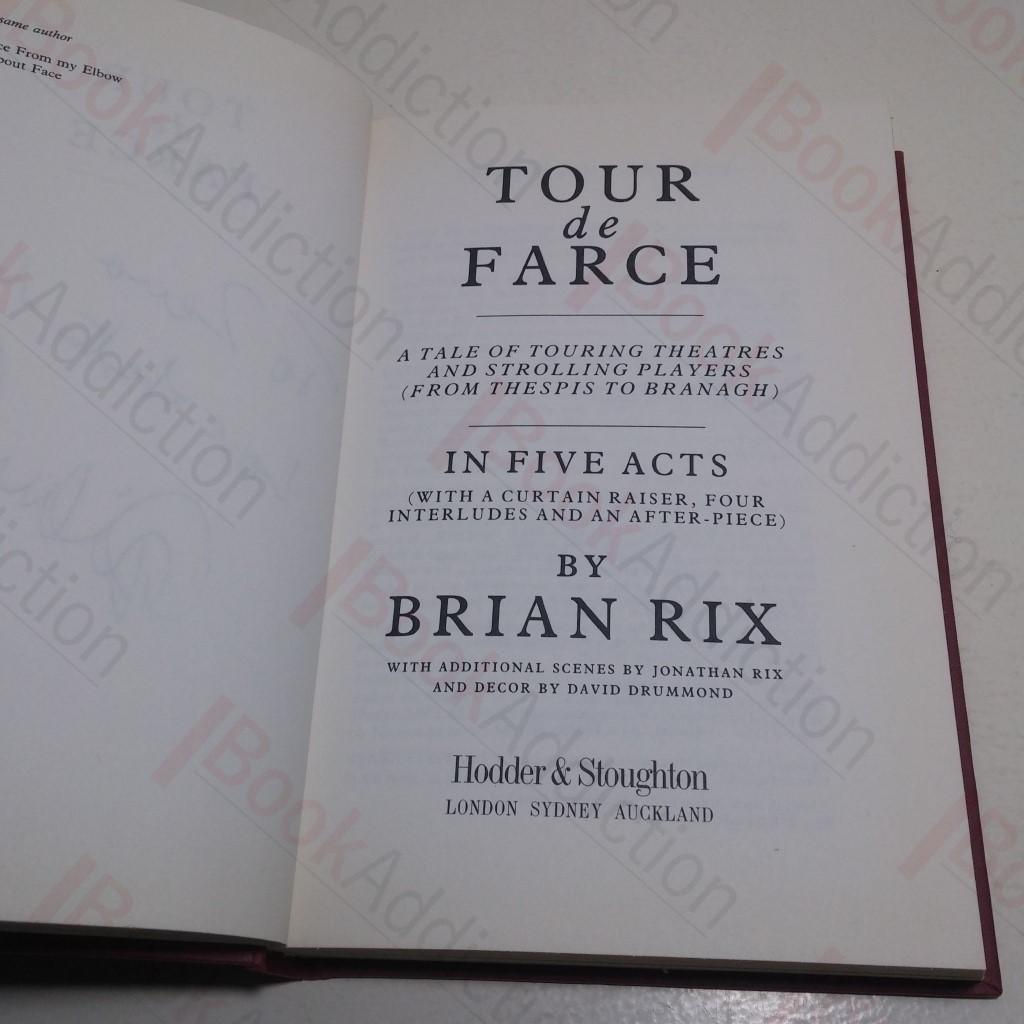 same author
From my Elbow
Face
TOUR
de
FARCE
A TALE OF TOURING THEATRES
AND STROLLING PLAYERS
(FROM THESPIS TO BRANAGH)
IN FIVE ACTS
(WITH A CURTAIN RAISER, FOUR
INTERLUDES AND AN AFTER-PIECE)
BY
BRIAN RIX
WITH ADDITIONAL SCENES BY JONATHAN RIX
AND DECOR BY DAVID DRUMMOND
Hodder & Stoughton
LONDON SYDNEY AUCKLAND
BookAddiction